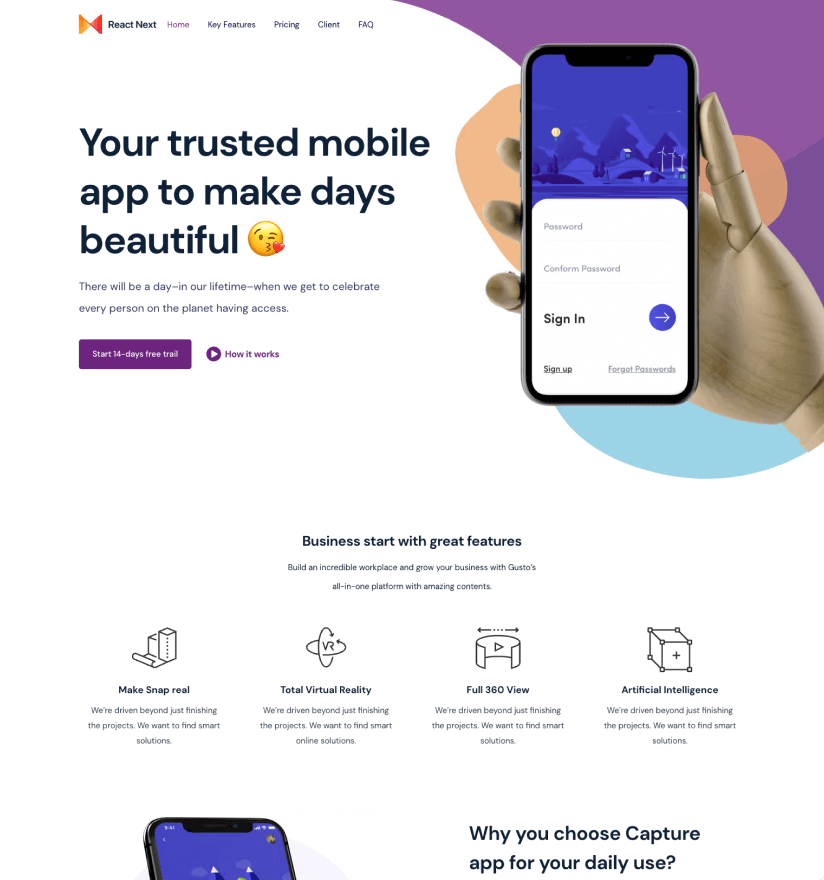 React Next Home Key Features Pricing Client FAQ
Your trusted mobile
app to make days
beautiful 😘
There will be a day–in our lifetime–when we get to celebrate
every person on the planet having access.
Start 14-days free trail How it works
Password
Conform Password
Sign In
Sign up Forgot Passwords
Business start with great features
Build an incredible workplace and grow your business with Gusto's
all-in-one platform with amazing contents.
VR
Make Snap real Total Virtual Reality Full 360 View Artificial Intelligence
We're driven beyond just finishing We're driven beyond just finishing We're driven beyond just finishing We're driven beyond just finishing
the projects. We want to find smart the projects. We want to find smart the projects. We want to find smart the projects. We want to find smart
solutions. online solutions. solutions. solutions.
9:41
Why you choose Capture
app for your daily use?